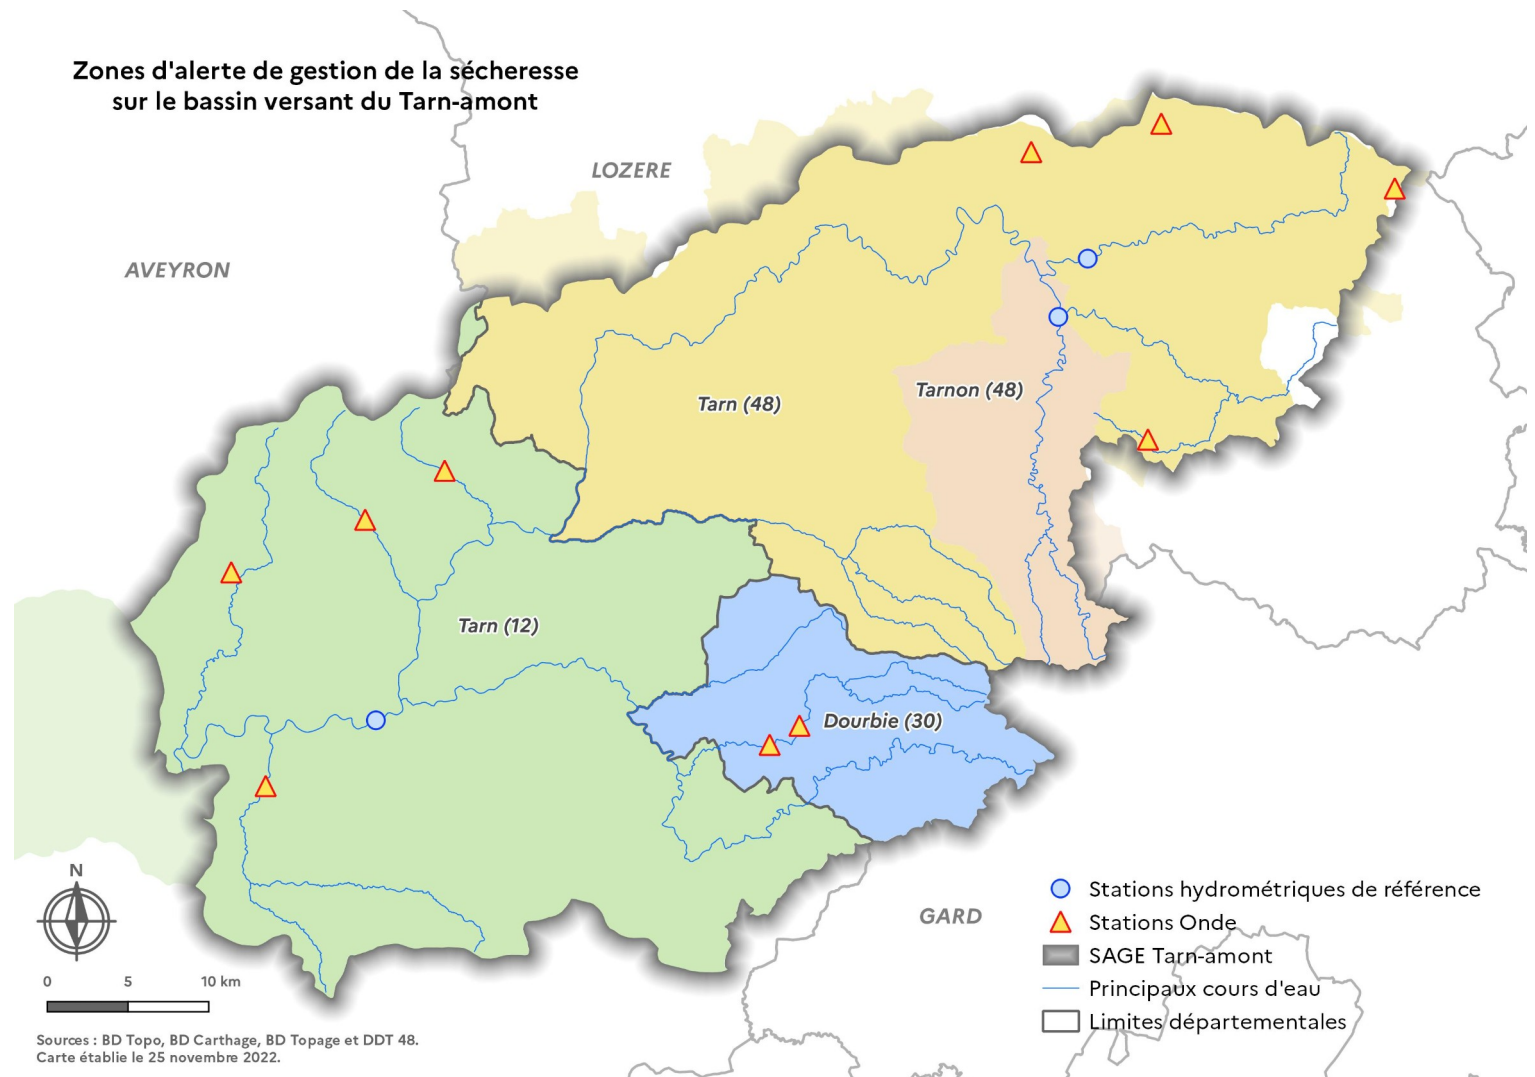 Zones d'alerte de gestion de la sécheresse
sur le bassin versant du Tarn-amont
LOZERE
AVEYRON
Tarn (48)
Tarnon (48)
Tarn (12)
Dourbie (30)
GARD
N
0 5 10 km
Sources : BD Topo, BD Carthage, BD Topage et DDT 48.
Carte établie le 25 novembre 2022.
Stations hydrométriques de référence
Stations Onde
SAGE Tarn-amont
Principaux cours d'eau
Limites départementales